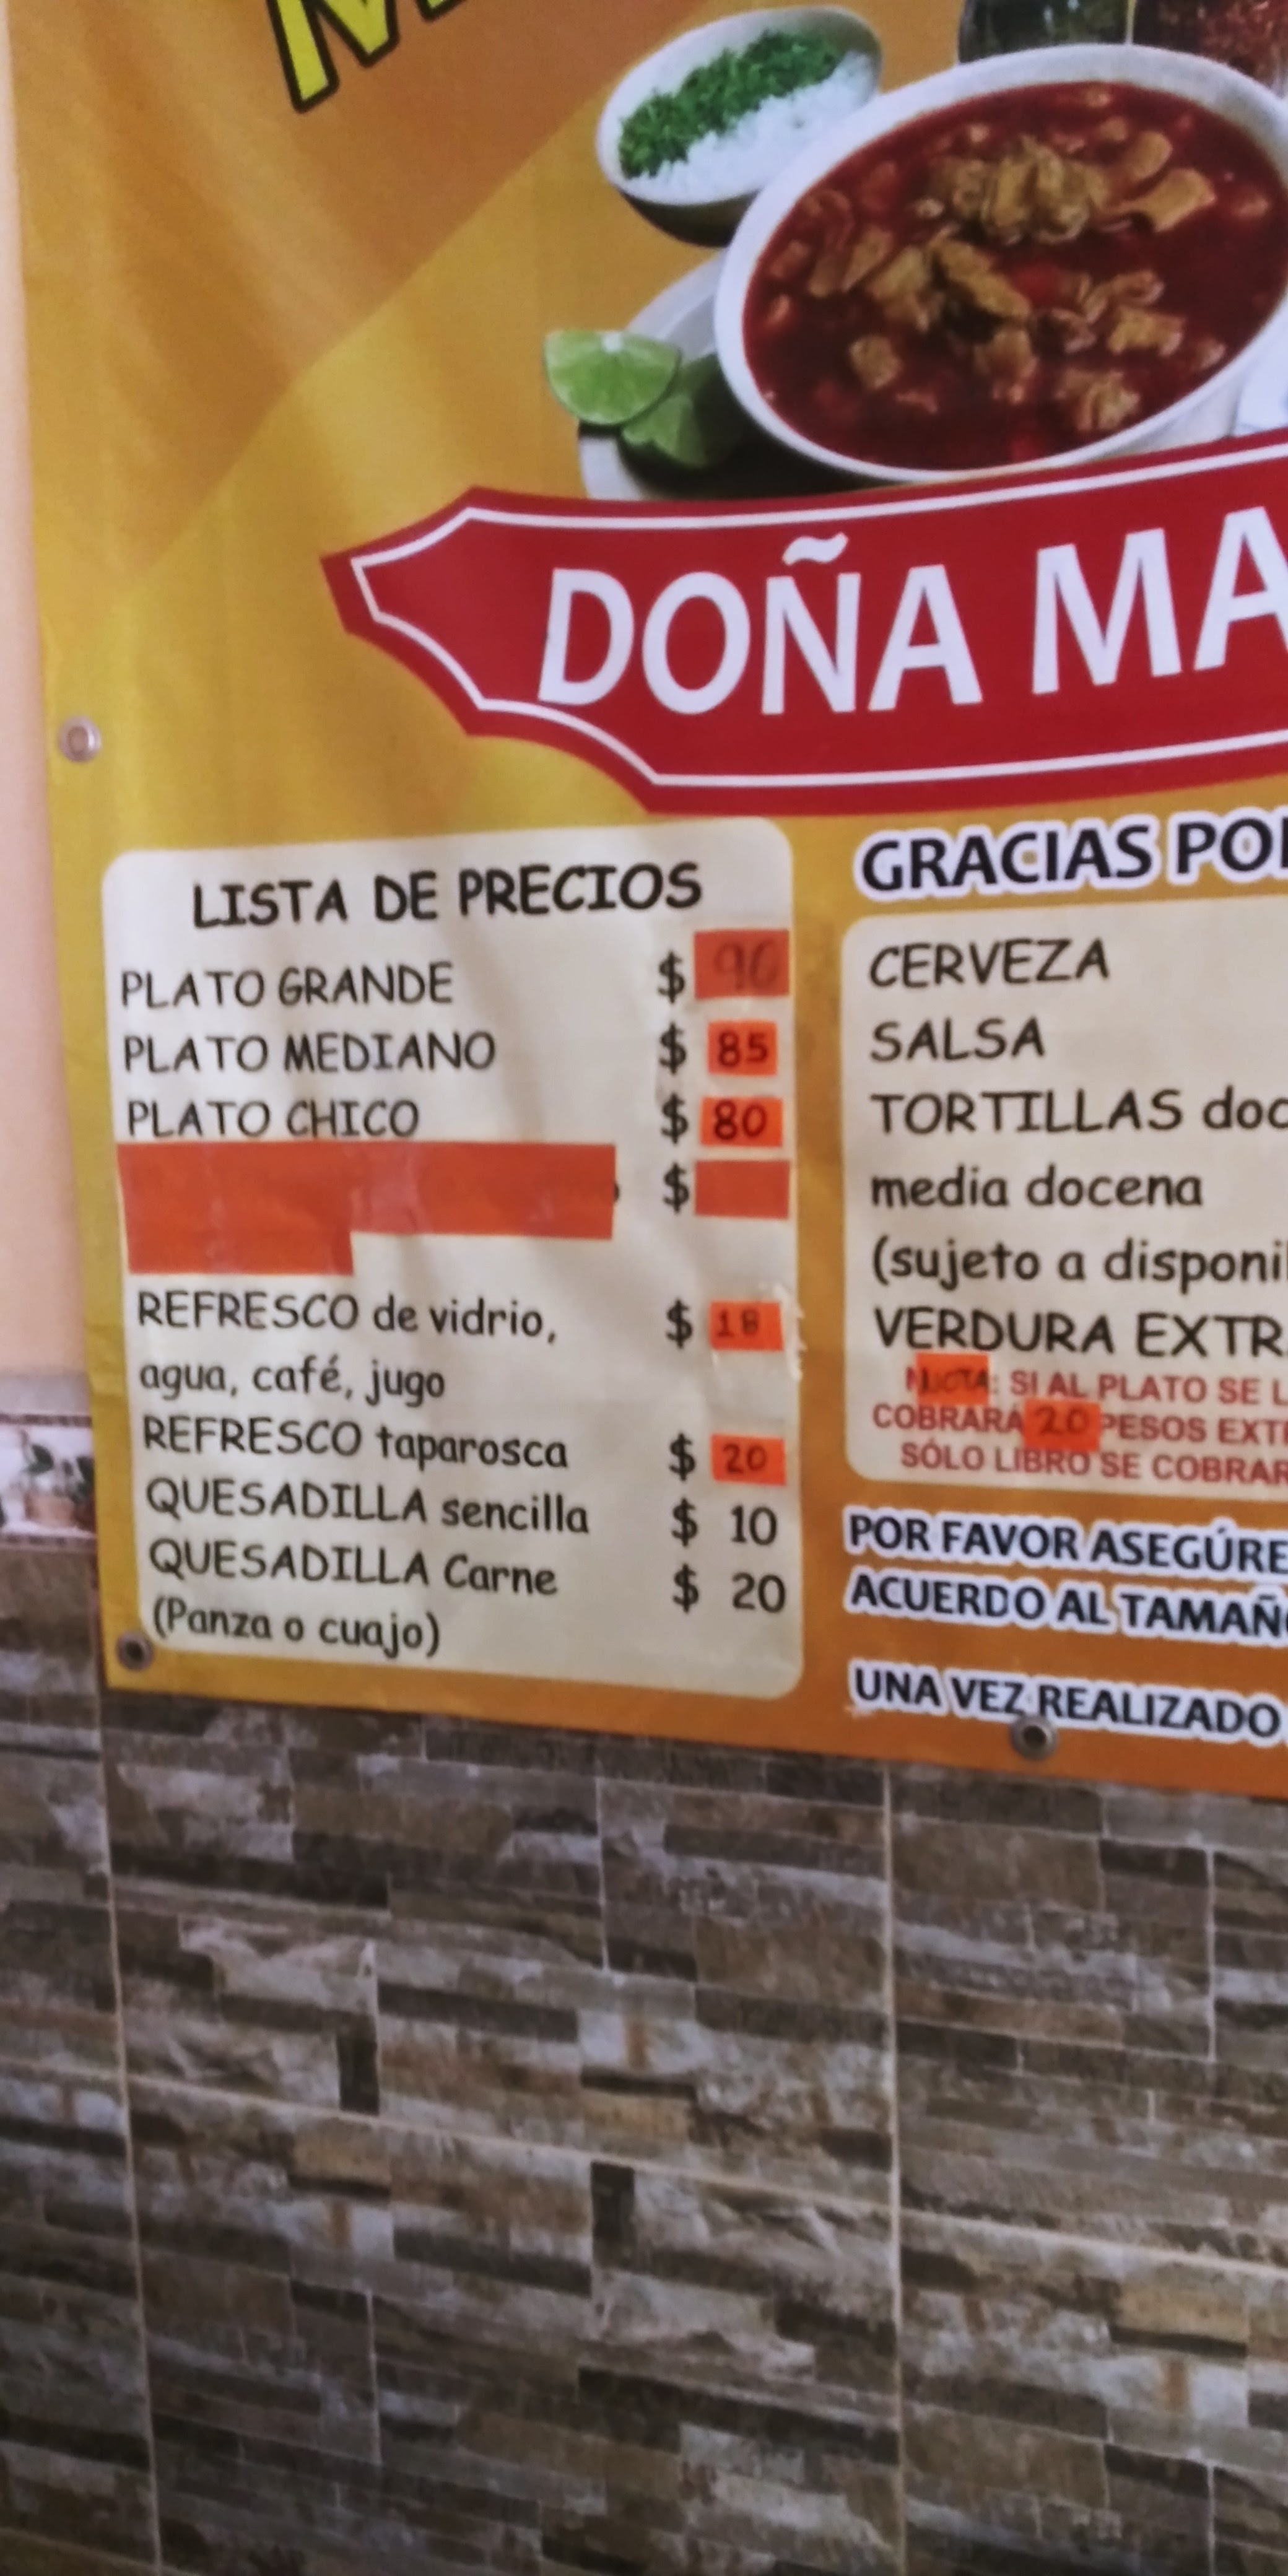 DOÑA MA
LISTA DE PRECIOS
PLATO GRANDE $ 90
PLATO MEDIANO $ 85
PLATO CHICO $ 80
$
REFRESCO de vidrio, $ 18
agua, café, jugo
REFRESCO taparosca $ 20
QUESADILLA sencilla $ 10
QUESADILLA Carne $ 20
(Panza o cuajo)
GRACIAS POR
CERVEZA
SALSA
TORTILLAS doc
media docena
(sujeto a disponi
VERDURA EXTR
NOTA: SI AL PLATO SE L
COBRARÁ 20 PESOS EXT
SÓLO LIBRO SE COBRAR
POR FAVOR ASEGÚRE
ACUERDO AL TAMAÑ
UNA VEZ REALIZADO